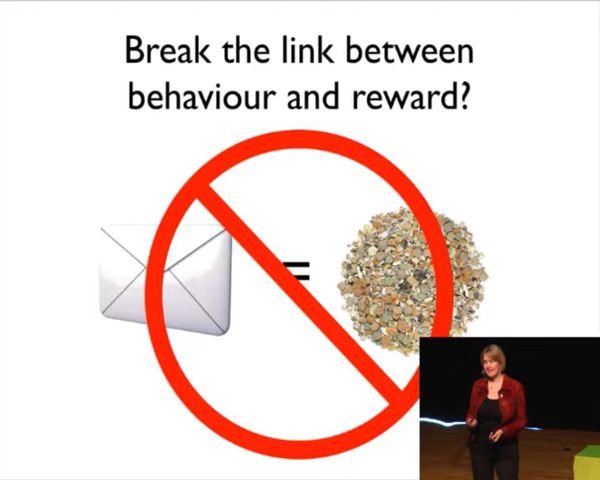 Break the link between
behaviour and reward?
=